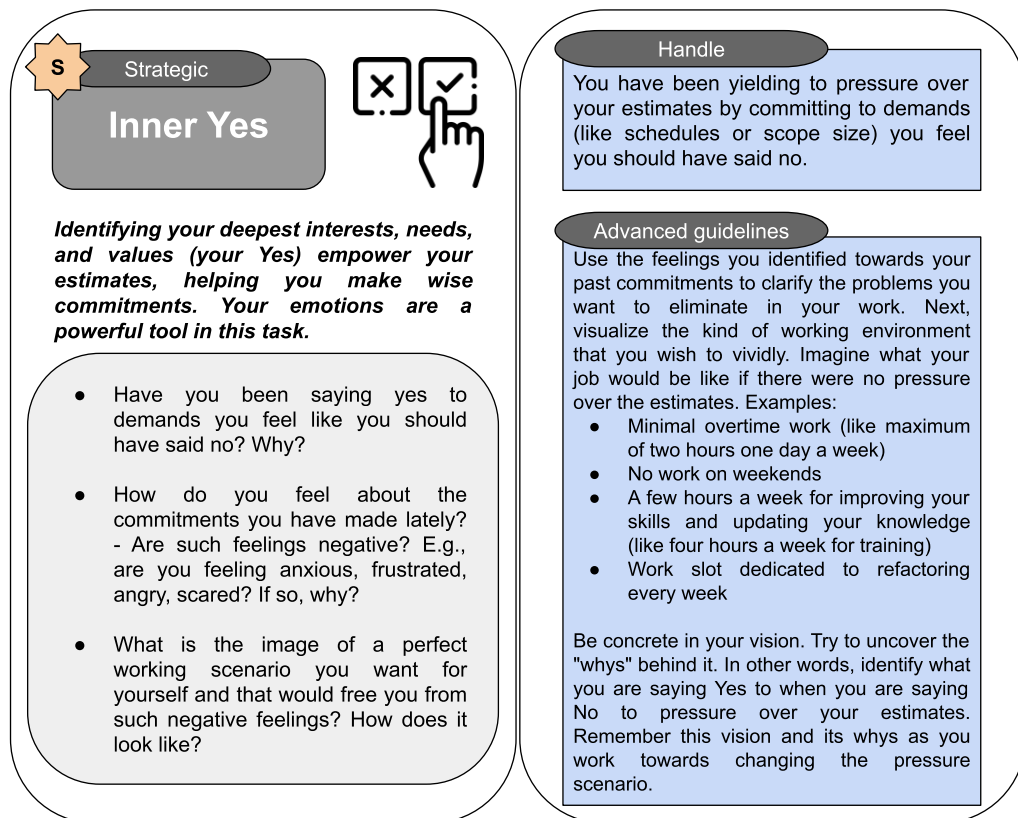 S
Strategic
Inner Yes
Identifying your deepest interests, needs,
and values (your Yes) empower your
estimates, helping you make wise
commitments. Your emotions are a
powerful tool in this task.
● Have you been saying yes to
demands you feel like you should
have said no? Why?
● How do you feel about the
commitments you have made lately?
- Are such feelings negative? E.g.,
are you feeling anxious, frustrated,
angry, scared? If so, why?
● What is the image of a perfect
working scenario you want for
yourself and that would free you from
such negative feelings? How does it
look like?
Handle
You have been yielding to pressure over
your estimates by committing to demands
(like schedules or scope size) you feel
you should have said no.
Advanced guidelines
Use the feelings you identified towards your
past commitments to clarify the problems you
want to eliminate in your work. Next,
visualize the kind of working environment
that you wish to vividly. Imagine what your
job would be like if there were no pressure
over the estimates. Examples:
● Minimal overtime work (like maximum
of two hours one day a week)
● No work on weekends
● A few hours a week for improving your
skills and updating your knowledge
(like four hours a week for training)
● Work slot dedicated to refactoring
every week
Be concrete in your vision. Try to uncover the
"whys" behind it. In other words, identify what
you are saying Yes to when you are saying
No to pressure over your estimates.
Remember this vision and its whys as you
work towards changing the pressure
scenario.